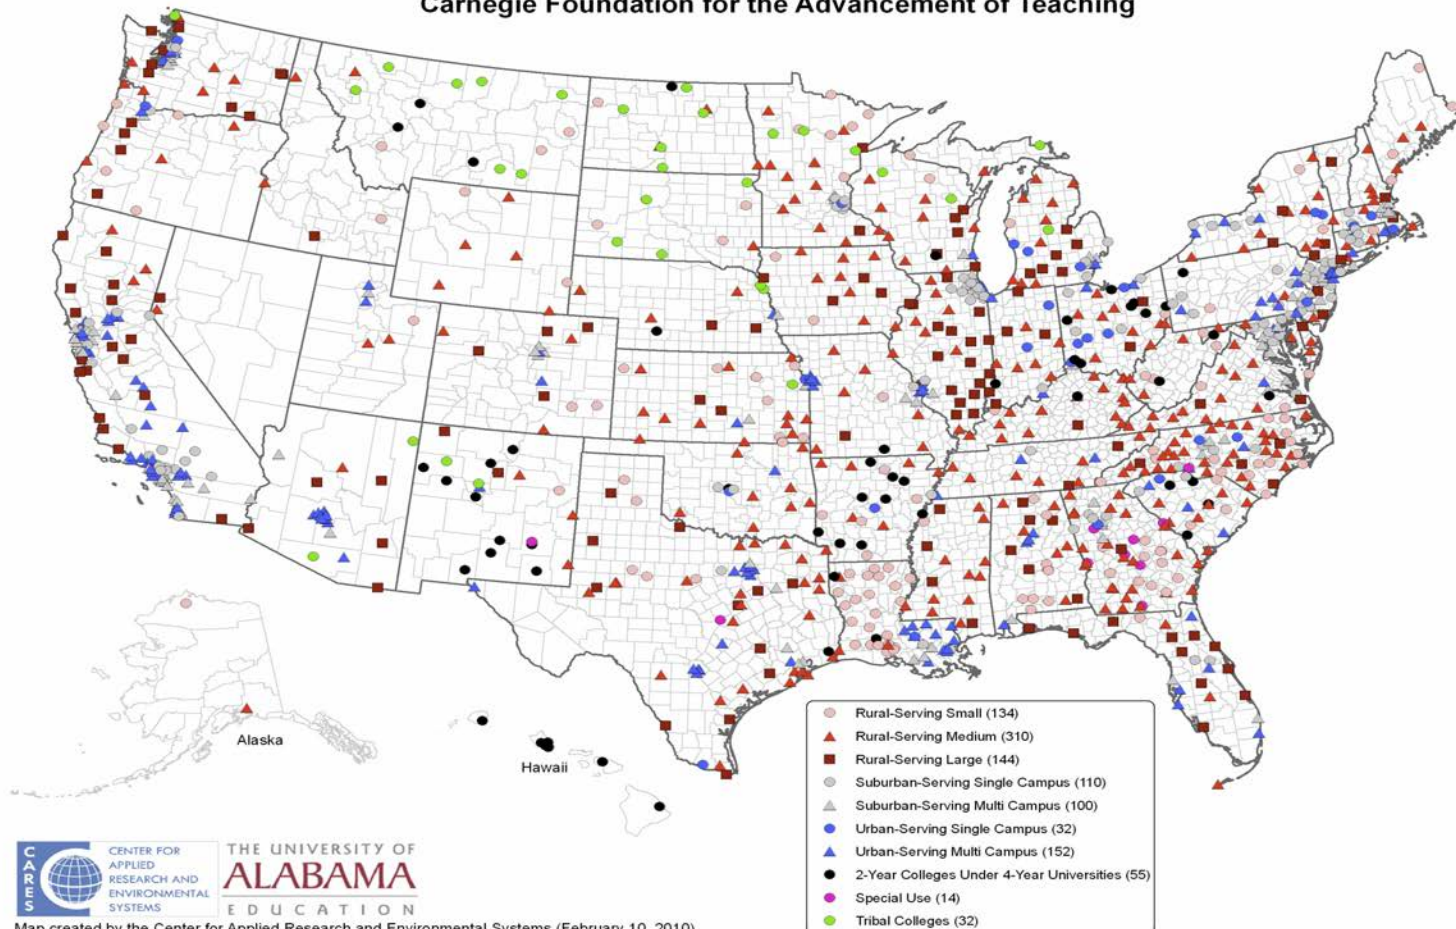 Carnegie Foundation for the Advancement of Teaching
Alaska
Hawaii
Rural-Serving Small (134)
Rural-Serving Medium (310)
Rural-Serving Large (144)
Suburban-Serving Single Campus (110)
Suburban-Serving Multi Campus (100)
Urban-Serving Single Campus (32)
Urban-Serving Multi Campus (152)
2-Year Colleges Under 4-Year Universities (55)
Special Use (14)
Tribal Colleges (32)
CARES
CENTER FOR
APPLIED
RESEARCH AND
ENVIRONMENTAL
SYSTEMS
THE UNIVERSITY OF
ALABAMA
EDUCATION
Map created by the Center for Applied Research and Environmental Systems (February 10, 2010)